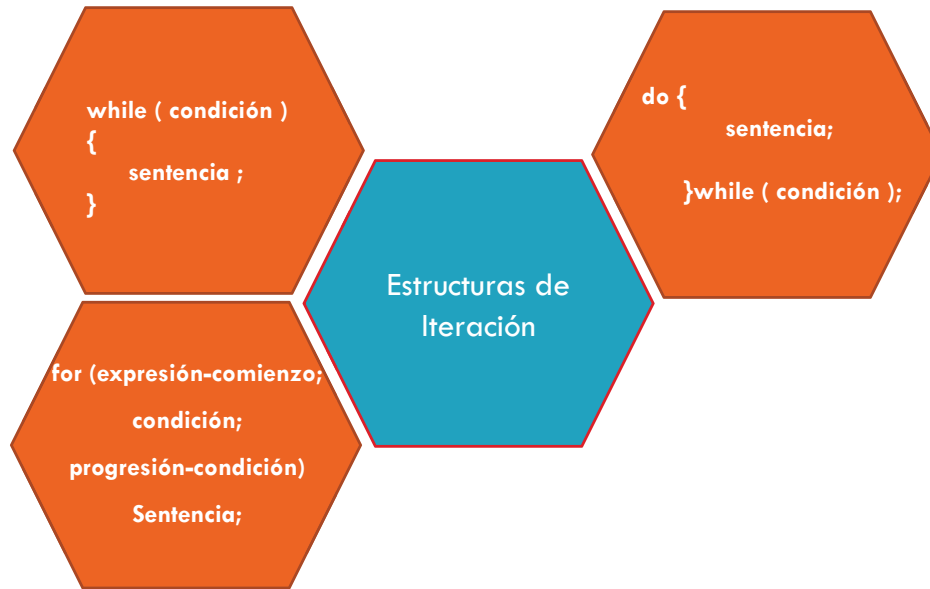 while ( condición )
{
sentencia ;
}
do {
sentencia;
}while ( condición );
Estructuras de
Iteración
for (expresión-comienzo;
condición;
progresión-condición)
Sentencia;